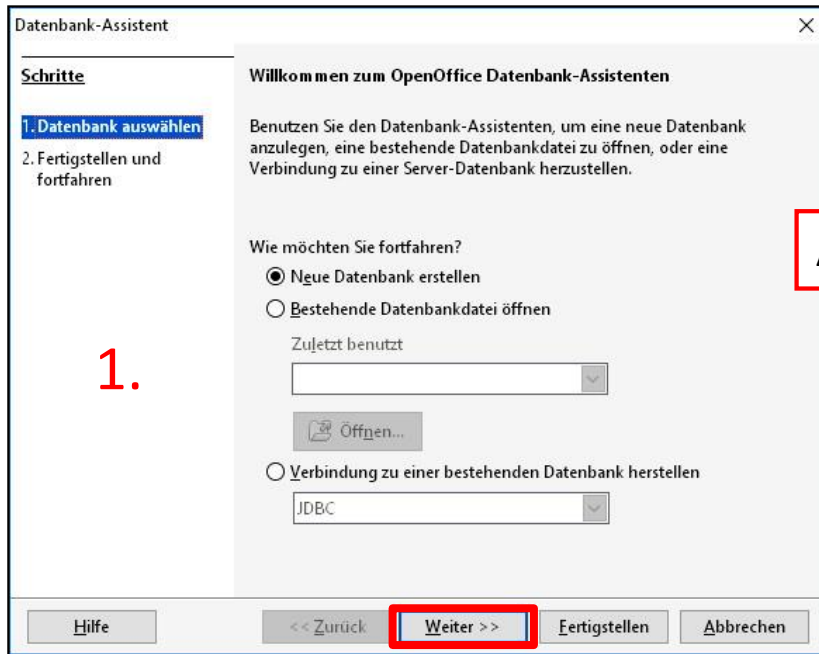 Datenbank-Assistent
Schritte
1. Datenbank auswählen
2. Fertigstellen und
fortfahren
1.
Willkommen zum OpenOffice Datenbank-Assistenten
Benutzen Sie den Datenbank-Assistenten, um eine neue Datenbank
anzulegen, eine bestehende Datenbankdatei zu öffnen, oder eine
Verbindung zu einer Server-Datenbank herzustellen.
Wie möchten Sie fortfahren?
Neue Datenbank erstellen
Bestehende Datenbankdatei öffnen
Zuletzt benutzt
Öffnen...
Verbindung zu einer bestehenden Datenbank herstellen
JDBC
Hilfe
<< Zurück
Weiter >>
Fertigstellen
Abbrechen